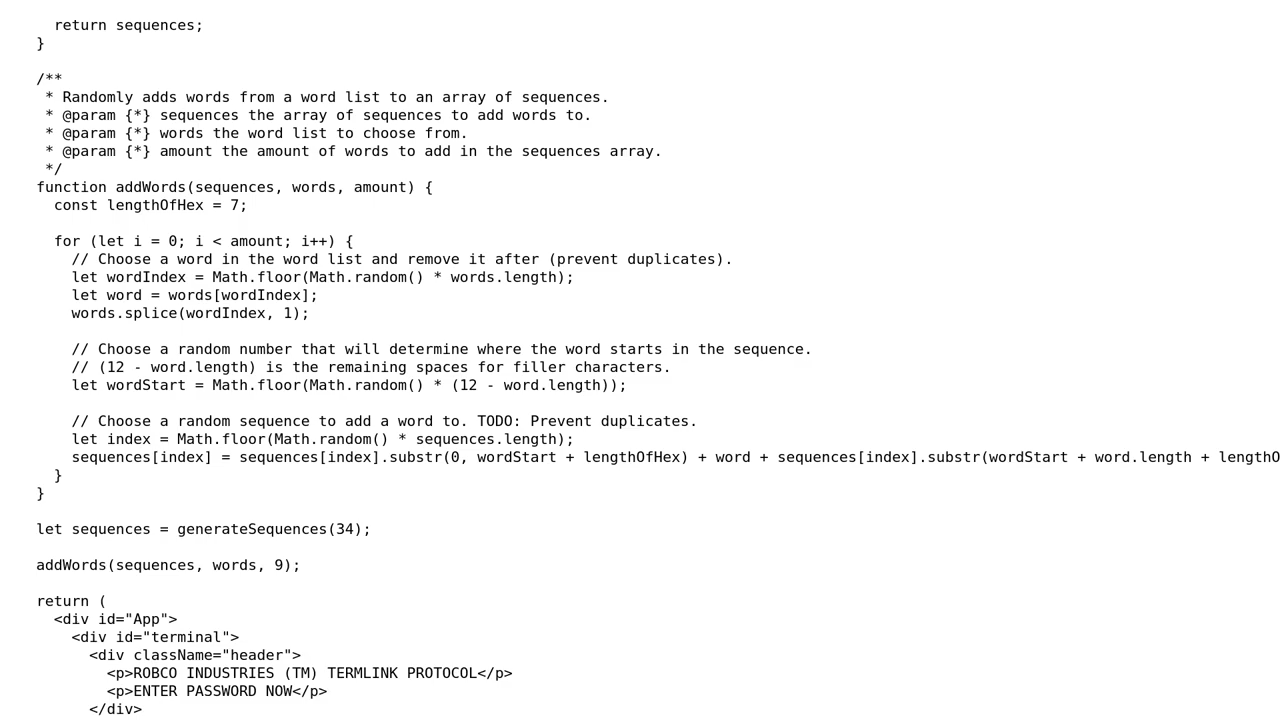 return sequences;
}
/**
* Randomly adds words from a word list to an array of sequences.
* @param {*} sequences the array of sequences to add words to.
* @param {*} words the word list to choose from.
* @param {*} amount the amount of words to add in the sequences array.
*/
function addWords(sequences, words, amount) {
const lengthOfHex = 7;
for (let i = 0; i < amount; i++) {
// Choose a word in the word list and remove it after (prevent duplicates).
let wordIndex = Math.floor(Math.random() * words.length);
let word = words[wordIndex];
words.splice(wordIndex, 1);
// Choose a random number that will determine where the word starts in the sequence.
// (12 - word.length) is the remaining spaces for filler characters.
let wordStart = Math.floor(Math.random() * (12 - word.length));
// Choose a random sequence to add a word to. TODO: Prevent duplicates.
let index = Math.floor(Math.random() * sequences.length);
sequences[index] = sequences[index].substr(0, wordStart + lengthOfHex) + word + sequences[index].substr(wordStart + word.length + lengthO
}
}
let sequences = generateSequences(34);
addWords(sequences, words, 9);
return (
<div id="App">
<div id="terminal">
<div className="header">
<p>ROBCO INDUSTRIES (TM) TERMLINK PROTOCOL</p>
<p>ENTER PASSWORD NOW</p>
</div>